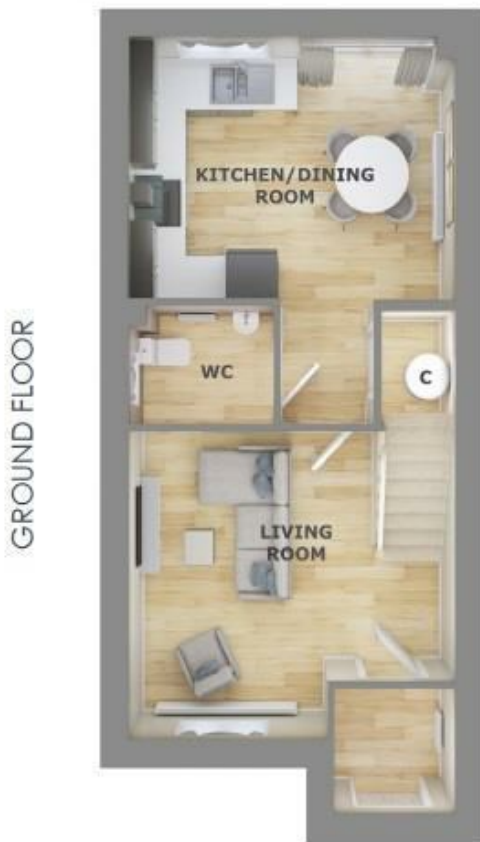 GROUND FLOOR
KITCHEN/DINING
ROOM
WC
C
LIVING
ROOM